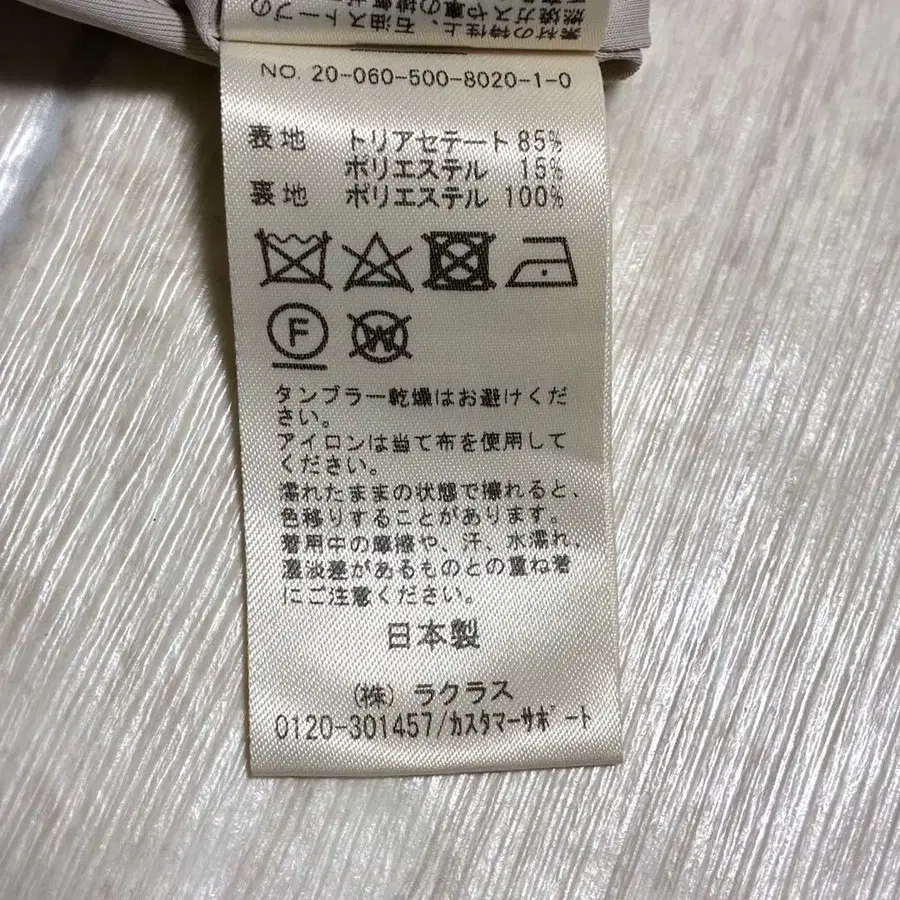 NO. 20-060-500-8020-1-0
表地 トリアセテート 85%
ポリエステル 15%
裏地 ポリエステル 100%
F
W
タンブラー乾燥はお避けくだ
さい。
アイロンは当て布を使用して
ください。
濡れたままの状態で擦れると、
色移りすることがあります。
着用中の摩擦や、汗、水濡れ、
濃淡差があるものとの重ね着
にご注意ください。
日本製
(株) ラクラス
0120-301457/カスタマーサポート